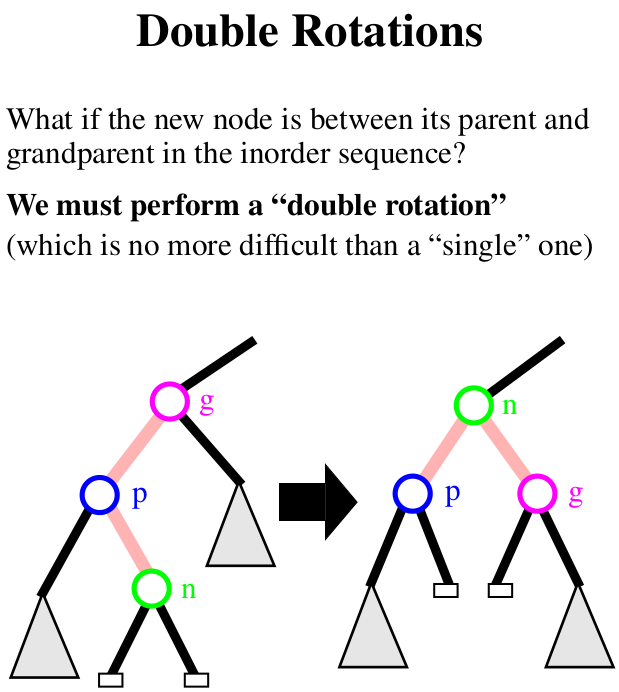 Double Rotations
What if the new node is between its parent and
grandparent in the inorder sequence?
We must perform a “double rotation”
(which is no more difficult than a “single” one)
g
n
p
p
g
n